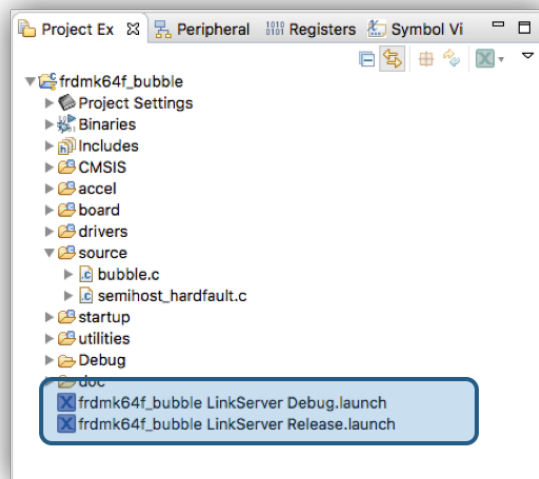 Project Ex Peripheral Registers Symbol Vi
frdmk64f_bubble
Project Settings
Binaries
Includes
CMSIS
accel
board
drivers
source
bubble.c
semihost_hardfault.c
startup
utilities
Debug
doc
frdmk64f_bubble LinkServer Debug.launch
frdmk64f_bubble LinkServer Release.launch